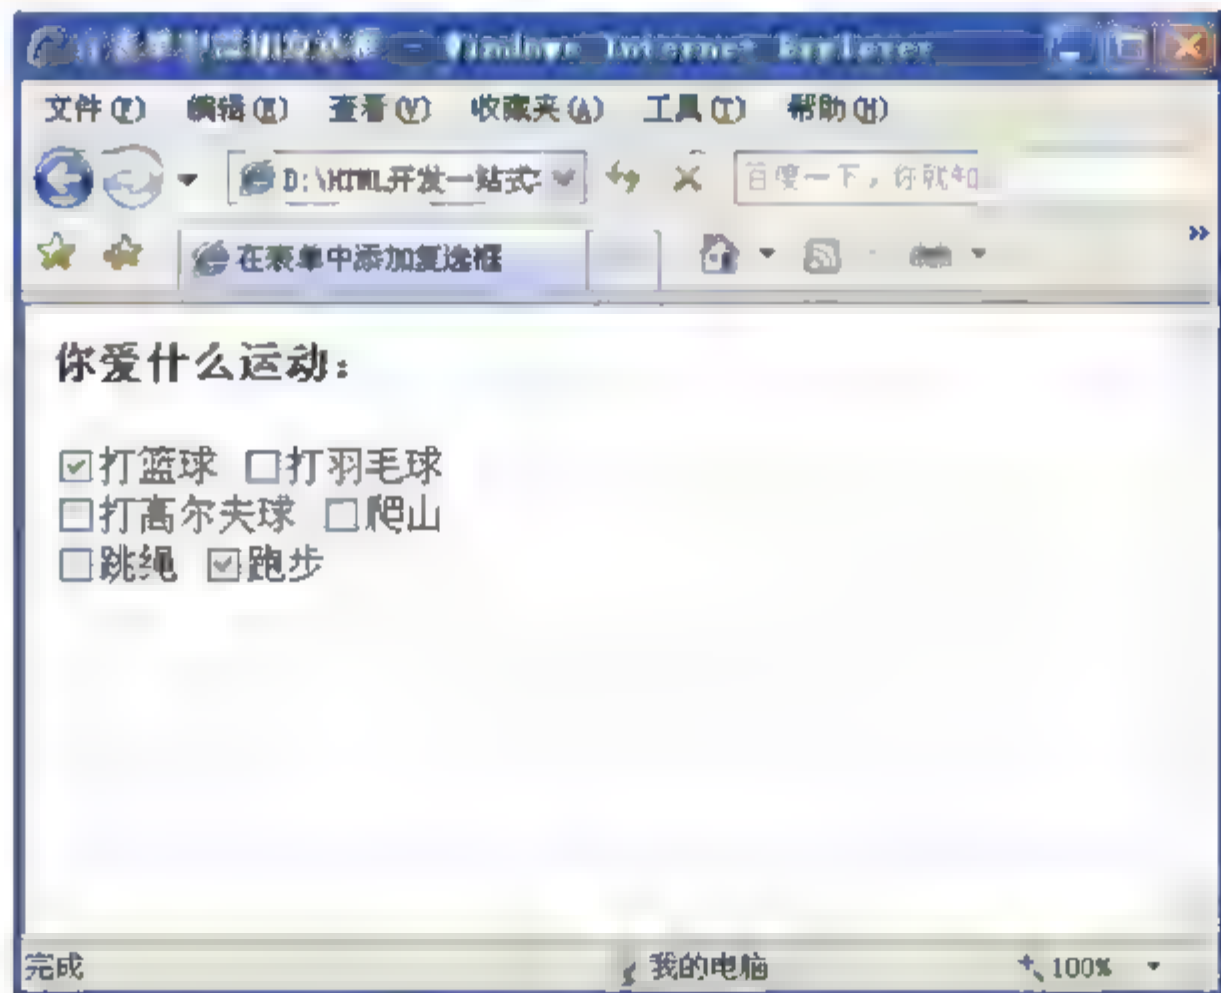 Windows Internet Explorer
文件(F) 编辑(E) 查看(V) 收藏夹(A) 工具(T) 帮助(H)
D:\HTML开发一站式 百度一下，你就知
在表单中添加复选框
你爱什么运动：
打篮球 打羽毛球
打高尔夫球 爬山
跳绳 跑步
完成 我的电脑 100%